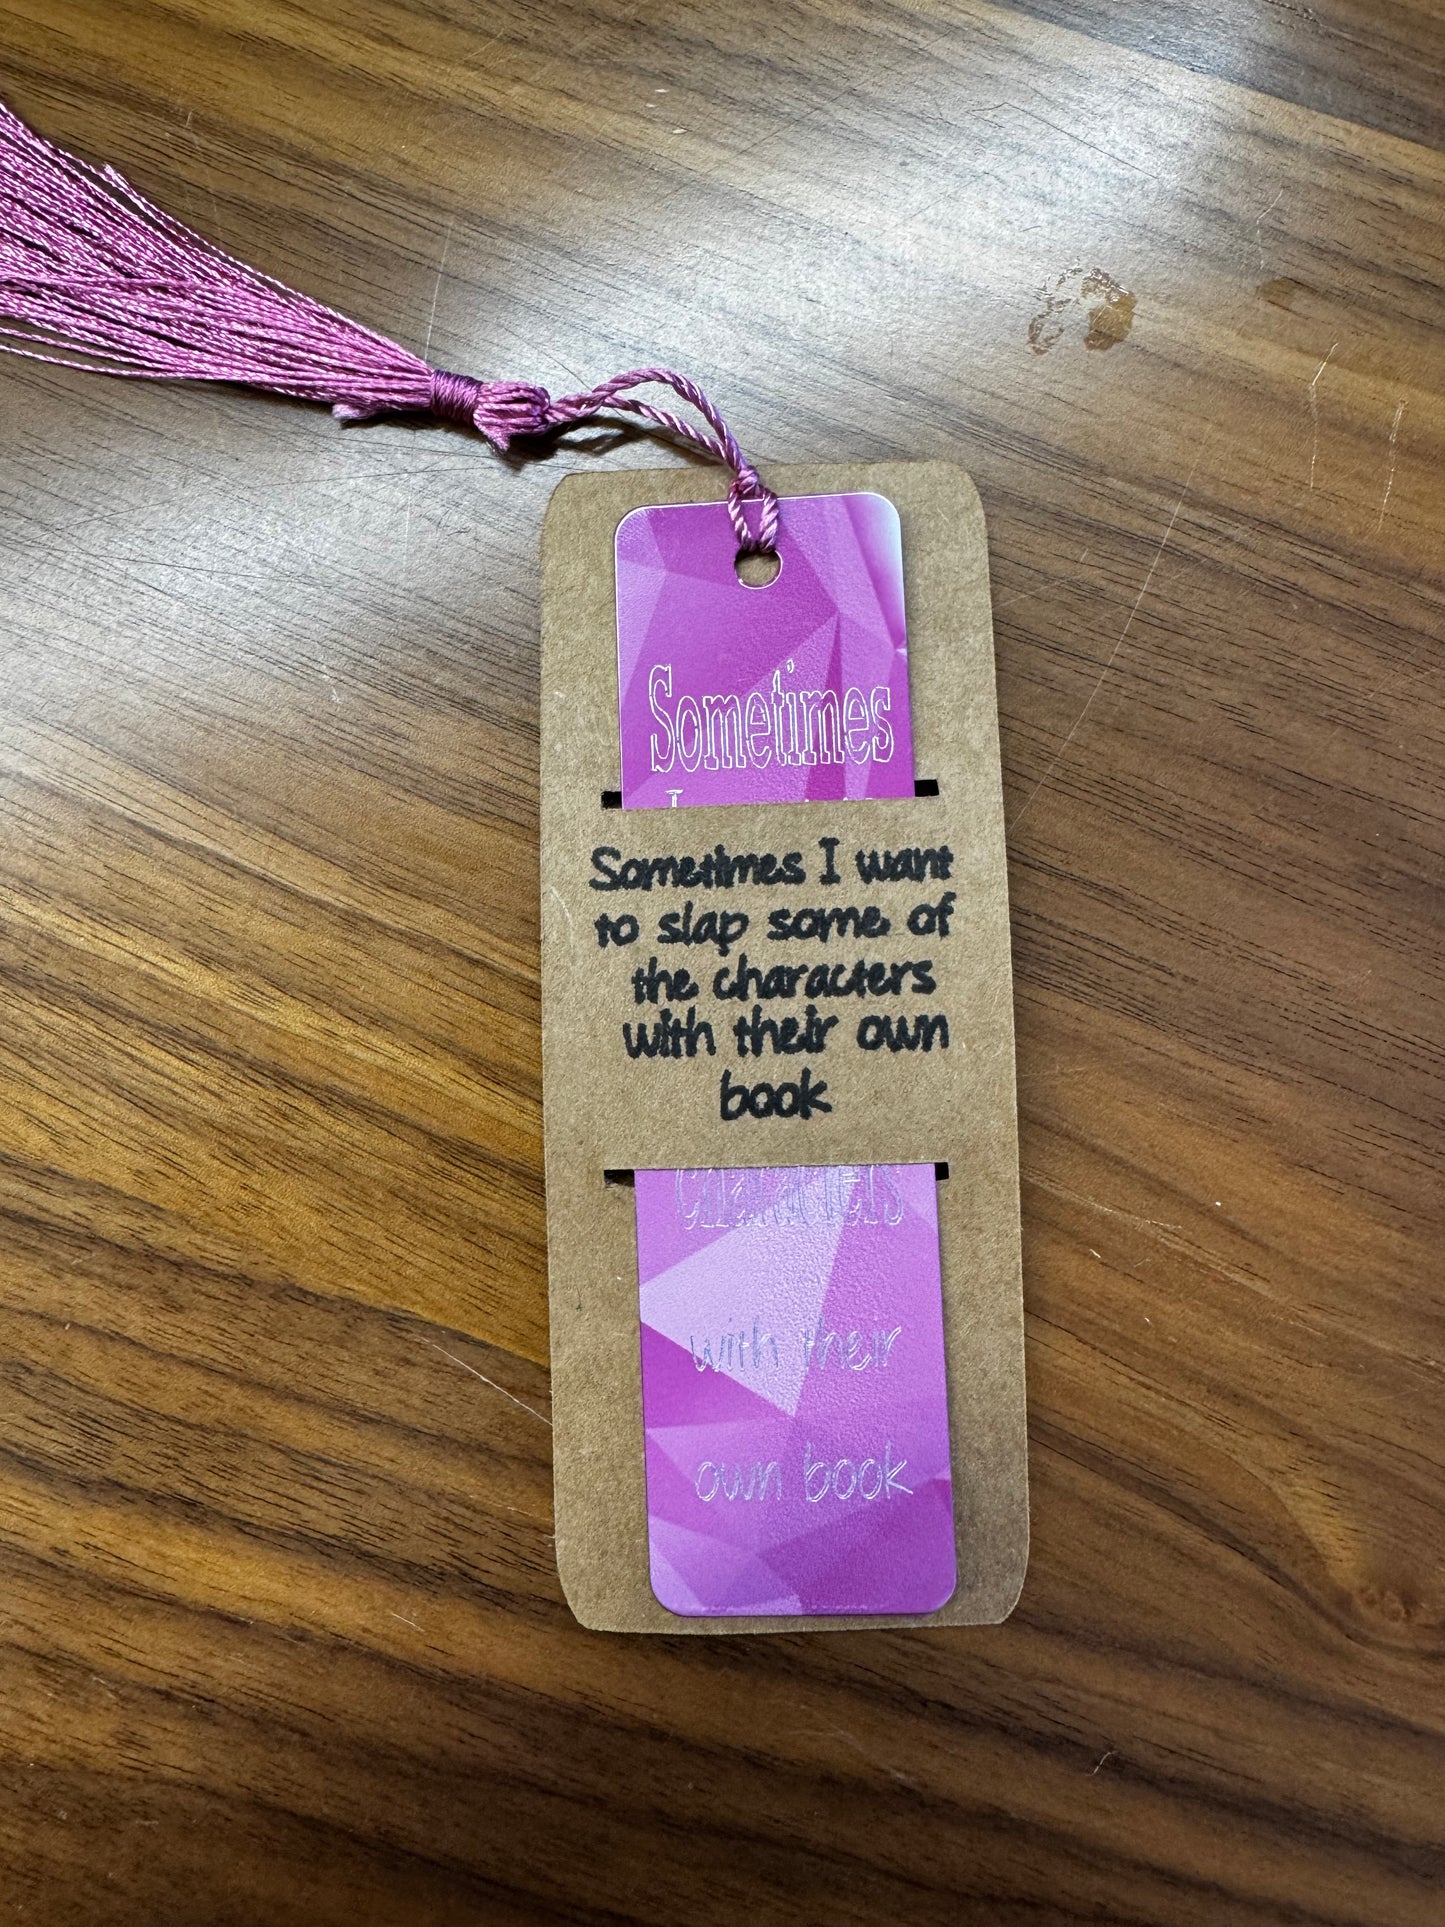 Sometimes
Sometimes I want
to slap some of
the characters
with their own
book
characters
with their
own book